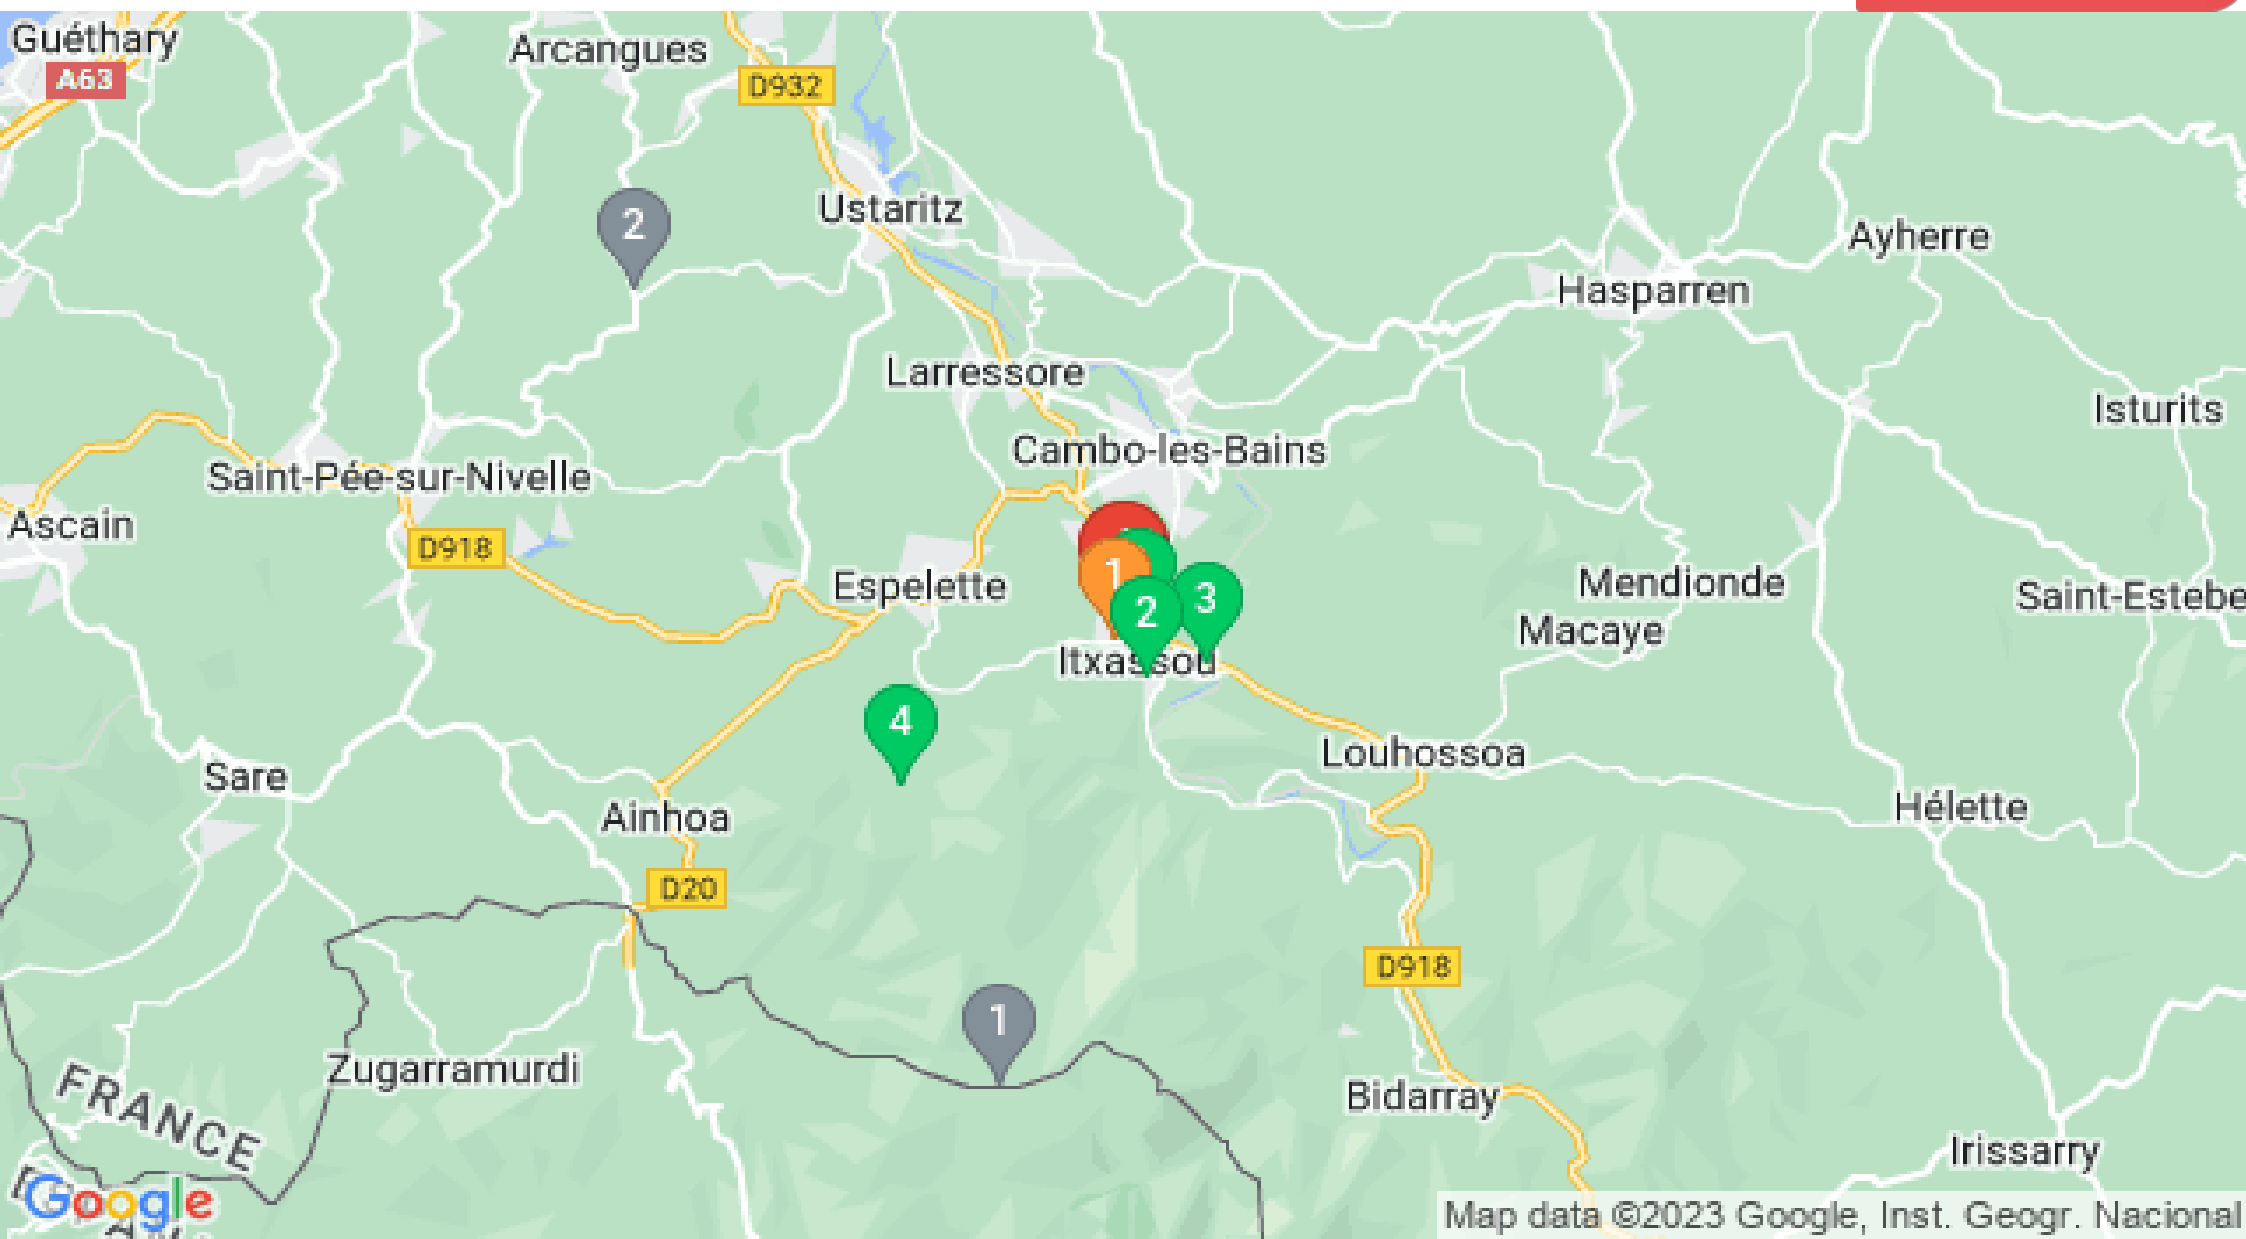 Guéthary
A63
Arcangues
D932
Ustaritz
2
Ayherre
Hasparren
Larressore
Isturits
Cambo-les-Bains
Saint-Pée-sur-Nivelle
Ascain
D918
Espelette
1
2
3
Mendionde
Saint-Estebe
Macaye
Itxassou
4
Louhossoa
Sare
Ainhoa
Hélette
D20
D918
1
Zugarramurdi
Bidarray
FRANCE
Irissarry
Google
Map data ©2023 Google, Inst. Geogr. Nacional